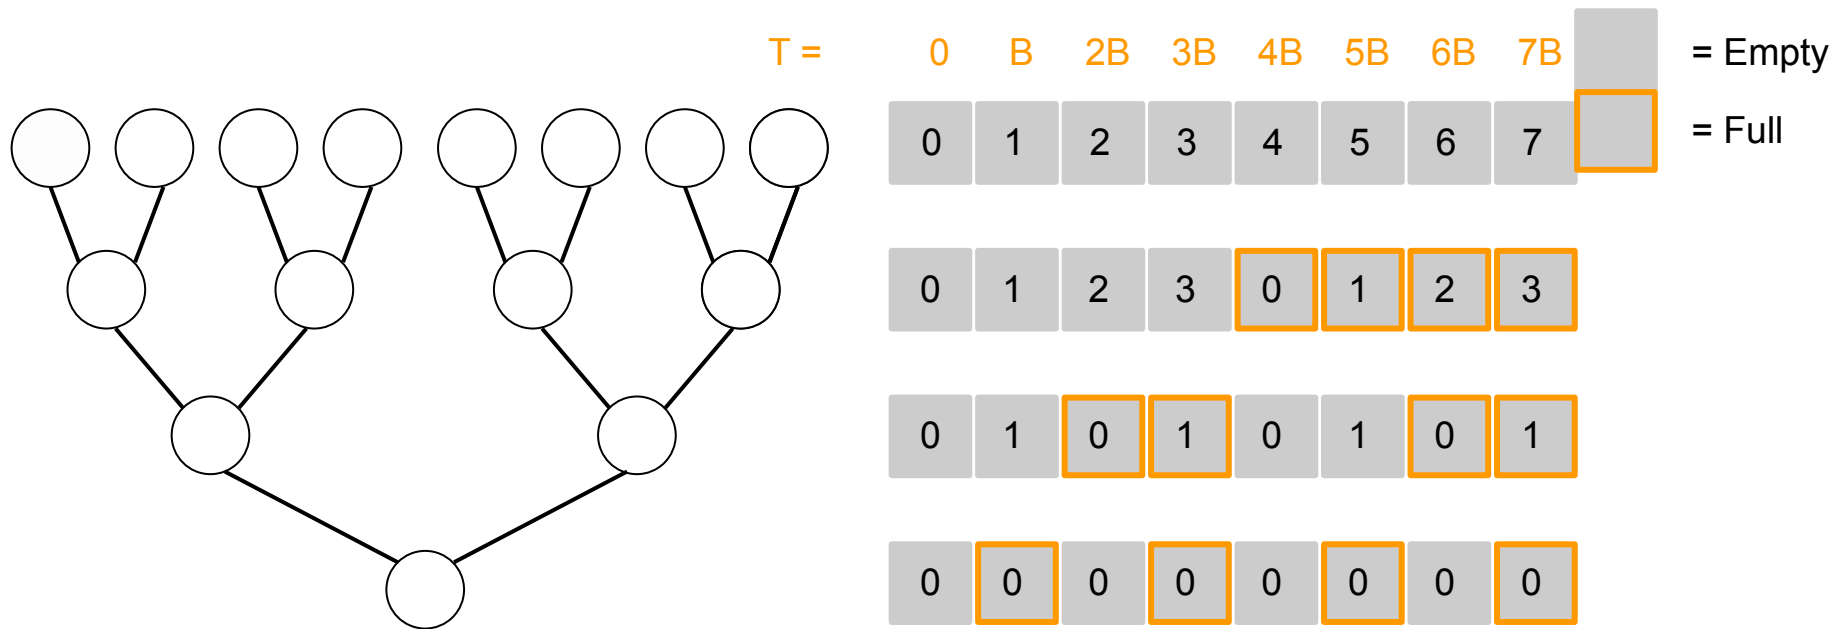 T = 0 B 2B 3B 4B 5B 6B 7B = Empty
= Full
0 1 2 3 4 5 6 7
0 1 2 3 0 1 2 3
0 1 0 1 0 1 0 1
0 0 0 0 0 0 0 0